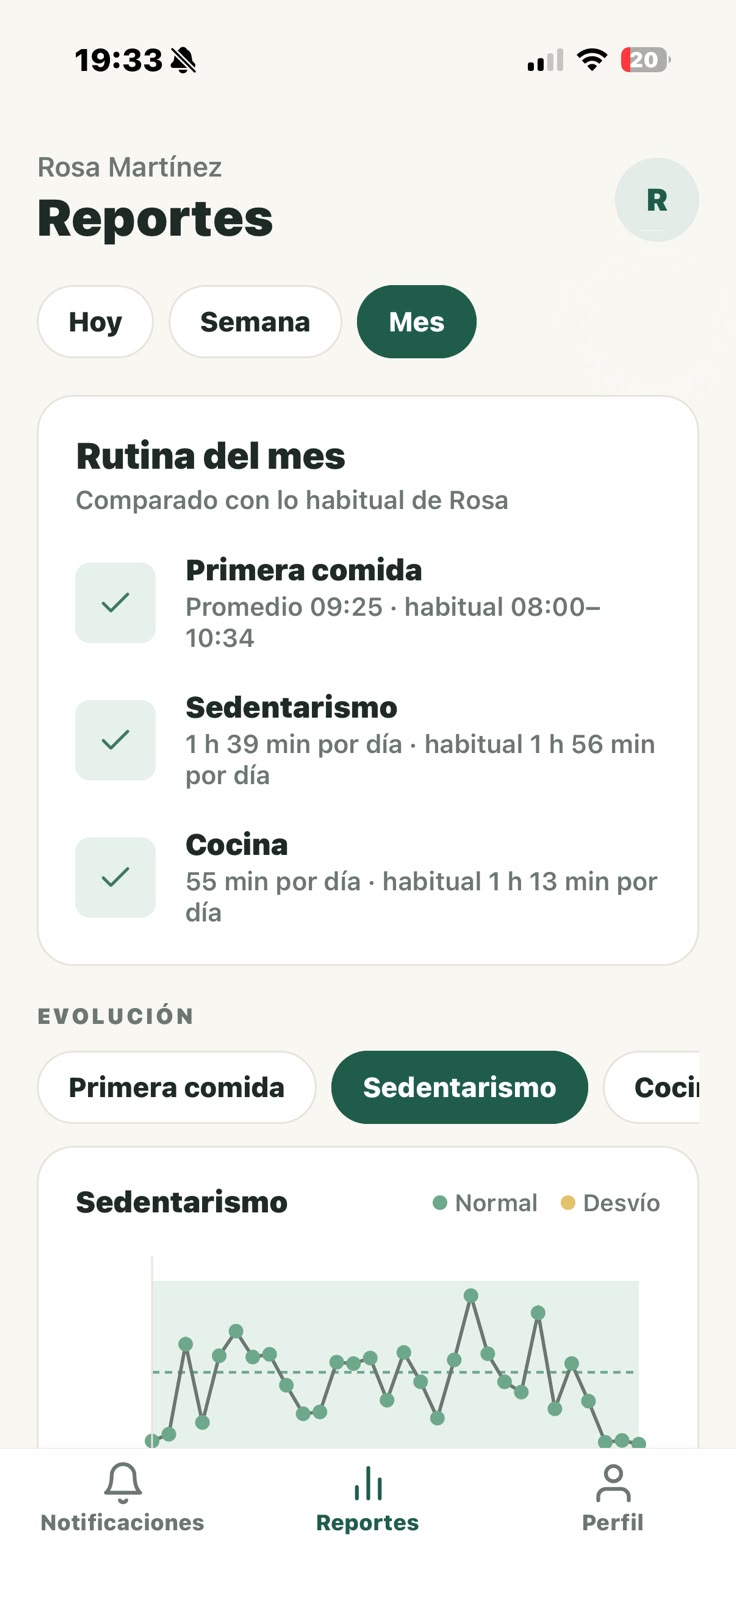 19:33
20
Rosa Martínez
Reportes
R
Hoy
Semana
Mes
Rutina del mes
Comparado con lo habitual de Rosa
Primera comida
Promedio 09:25 · habitual 08:00–
10:34
Sedentarismo
1 h 39 min por día · habitual 1 h 56 min
por día
Cocina
55 min por día · habitual 1 h 13 min por
día
EVOLUCIÓN
Primera comida
Sedentarismo
Coci
Sedentarismo
Normal
Desvío
Notificaciones
Reportes
Perfil